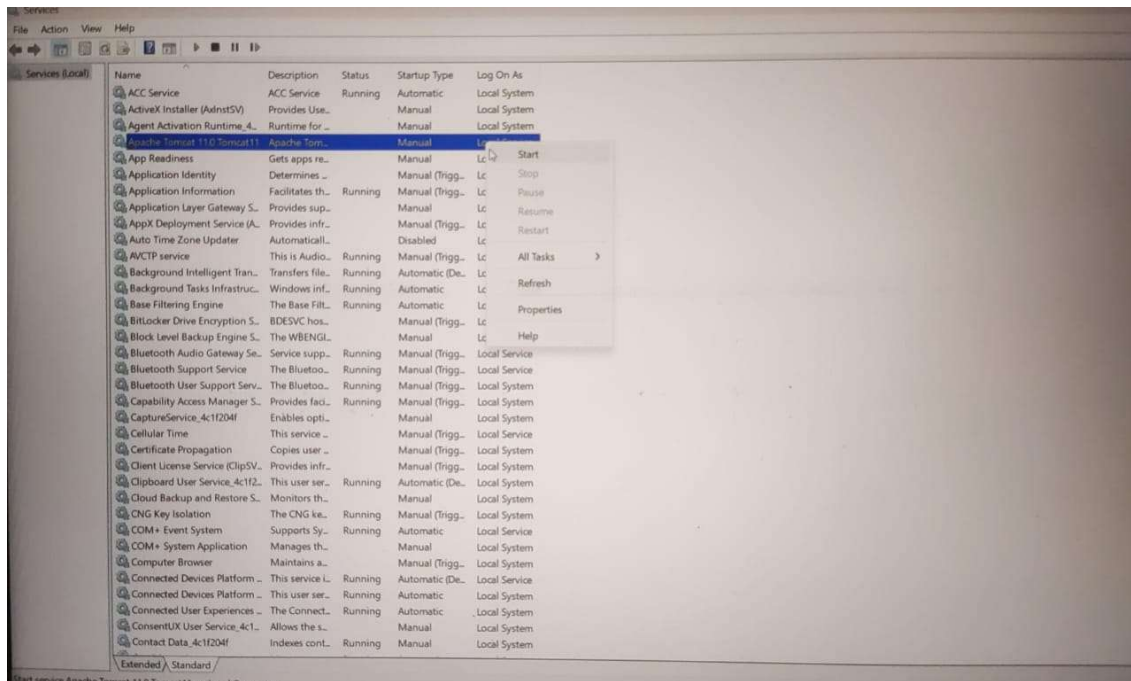 Services
File Action View Help
Services (Local)
Name Description Status Startup Type Log On As
ACC Service ACC Service Running Automatic Local System
ActiveX Installer (AxInstSV) Provides Use... Manual Local System
Agent Activation Runtime_4... Runtime for ... Manual Local System
Apache Tomcat 11.0 Tomcat11 Apache Tom... Manual
App Readiness Gets apps re... Manual Lc
Application Identity Determines ... Manual (Trigg... Lc
Application Information Facilitates th... Running Manual (Trigg... Lc
Application Layer Gateway S... Provides sup... Manual Lc
AppX Deployment Service (A... Provides infr... Manual (Trigg... Lc
Auto Time Zone Updater Automaticall... Disabled Lc
AVCTP service This is Audio... Running Manual (Trigg... Lc
Background Intelligent Tran... Transfers file... Running Automatic (De... Lc
Background Tasks Infrastruc... Windows inf... Running Automatic Lc
Base Filtering Engine The Base Filt... Running Automatic Lc
BitLocker Drive Encryption S... BDESVC hos... Manual (Trigg... Lc
Block Level Backup Engine S... The WBENGI... Manual Lc
Bluetooth Audio Gateway Se... Service supp... Running Manual (Trigg... Local Service
Bluetooth Support Service The Bluetoo... Running Manual (Trigg... Local Service
Bluetooth User Support Serv... The Bluetoo... Running Manual (Trigg... Local System
Capability Access Manager S... Provides faci... Running Manual (Trigg... Local System
CaptureService_4c1f204f Enables opti... Manual Local System
Cellular Time This service ... Manual (Trigg... Local Service
Certificate Propagation Copies user ... Manual (Trigg... Local System
Client License Service (ClipSV... Provides infr... Manual (Trigg... Local System
Clipboard User Service_4c1f2... This user ser... Running Automatic (De... Local System
Cloud Backup and Restore S... Monitors th... Manual Local System
CNG Key Isolation The CNG ke... Running Manual (Trigg... Local System
COM+ Event System Supports Sy... Running Automatic Local Service
COM+ System Application Manages th... Manual Local System
Computer Browser Maintains a... Manual (Trigg... Local System
Connected Devices Platform ... This service i... Running Automatic (De... Local Service
Connected Devices Platform ... This user ser... Running Automatic Local System
Connected User Experiences ... The Connect... Running Automatic Local System
ConsentUX User Service_4c1... Allows the s... Manual Local System
Contact Data_4c1f204f Indexes cont... Running Manual Local System
Start
Stop
Pause
Resume
Restart
All Tasks
Refresh
Properties
Help
Extended Standard